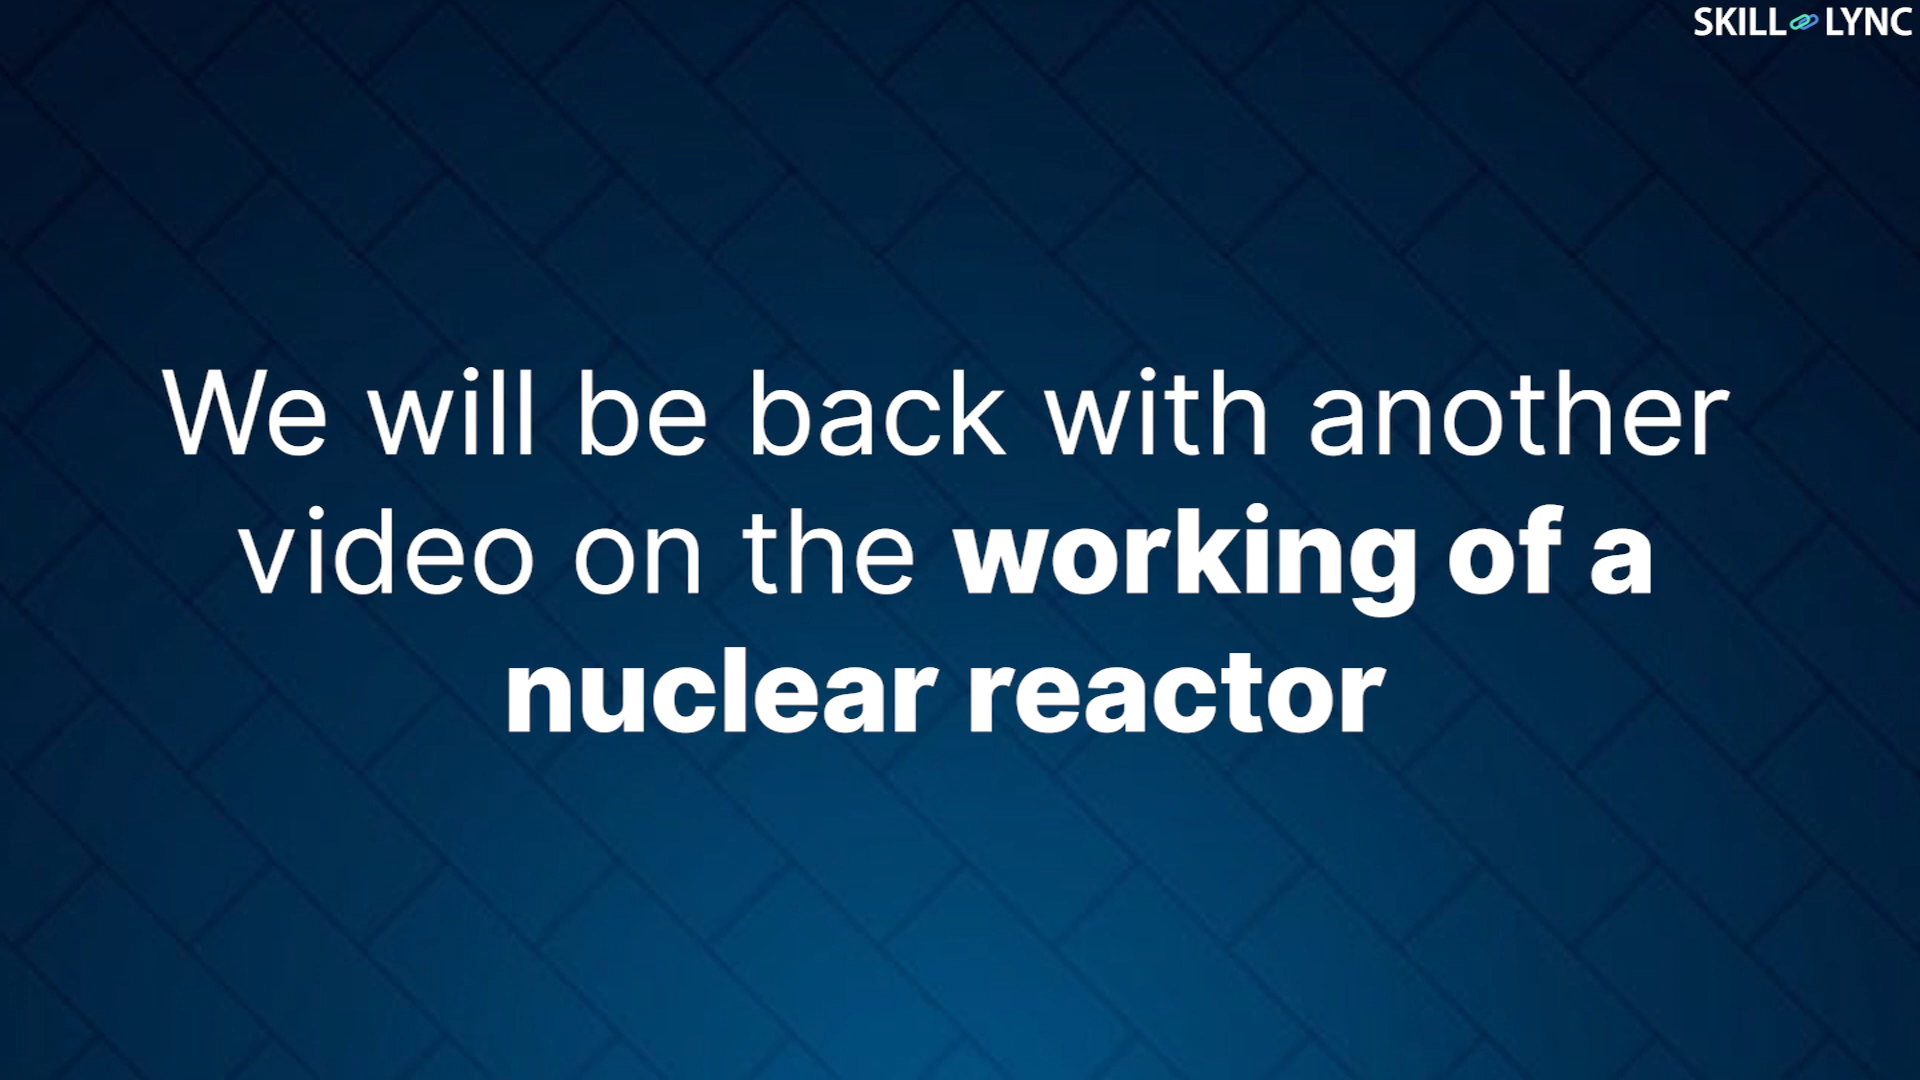 SKILL LYNC
We will be back with another
video on the working of a
nuclear reactor